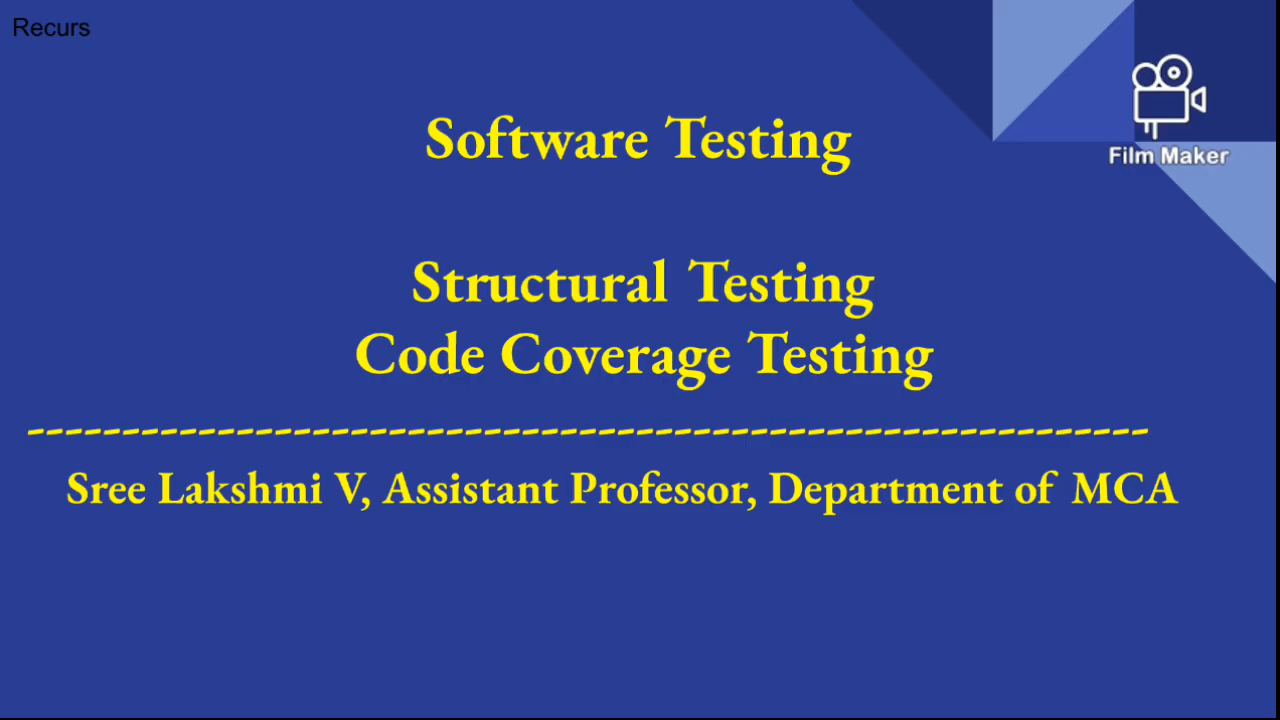 Recurs
Film Maker
Software Testing
Structural Testing
Code Coverage Testing
-----------------------------------------------------------
Sree Lakshmi V, Assistant Professor, Department of MCA